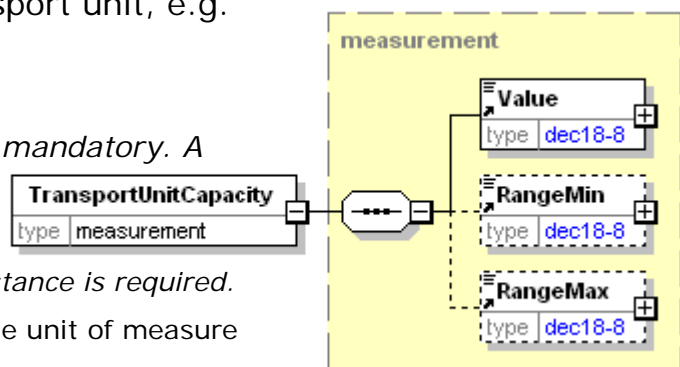 sport unit, e.g.
measurement
Value
type dec18-8
mandatory. A
TransportUnitCapacity
type measurement
RangeMin
type dec18-8
stance is required.
RangeMax
type dec18-8
e unit of measure